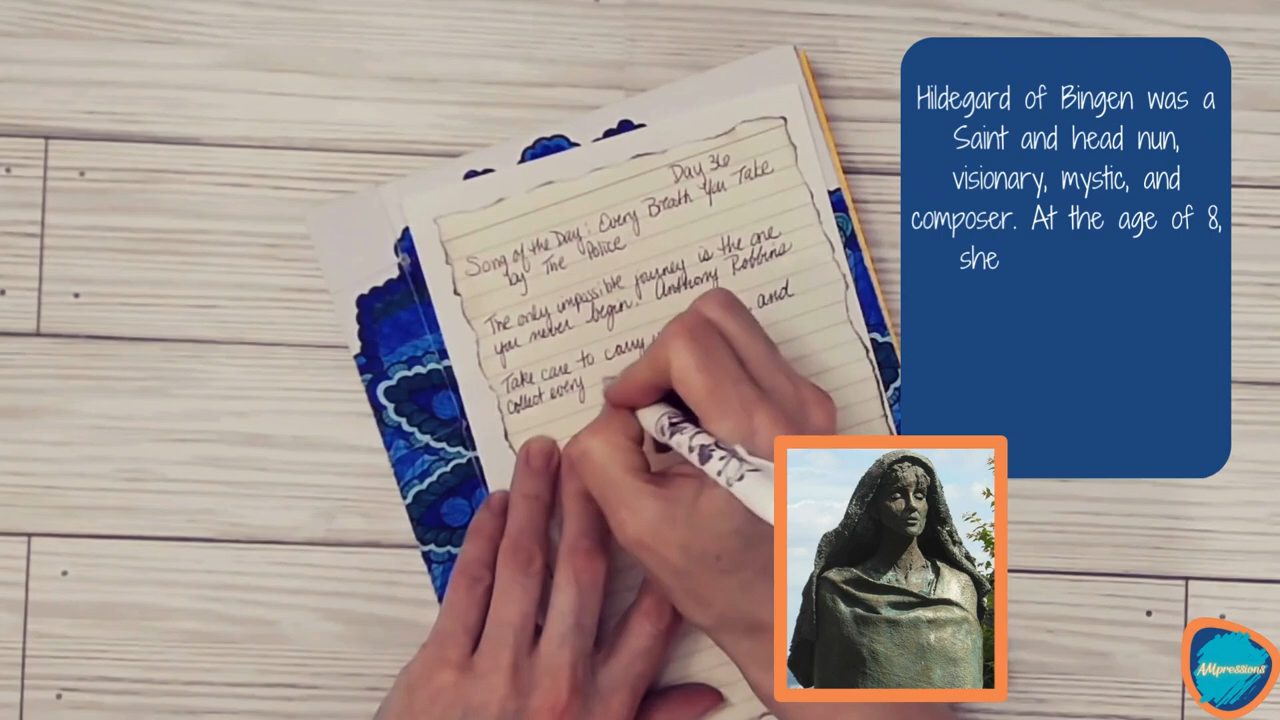 Day 36
Song of the Day: Every Breath You Take
by The Police
The only impossible journey is the one
you never begin. Anthony Robbins
Take care to carry and
collect every
Hildegard of Bingen was a
Saint and head nun,
visionary, mystic, and
composer. At the age of 8,
she
AMpressions